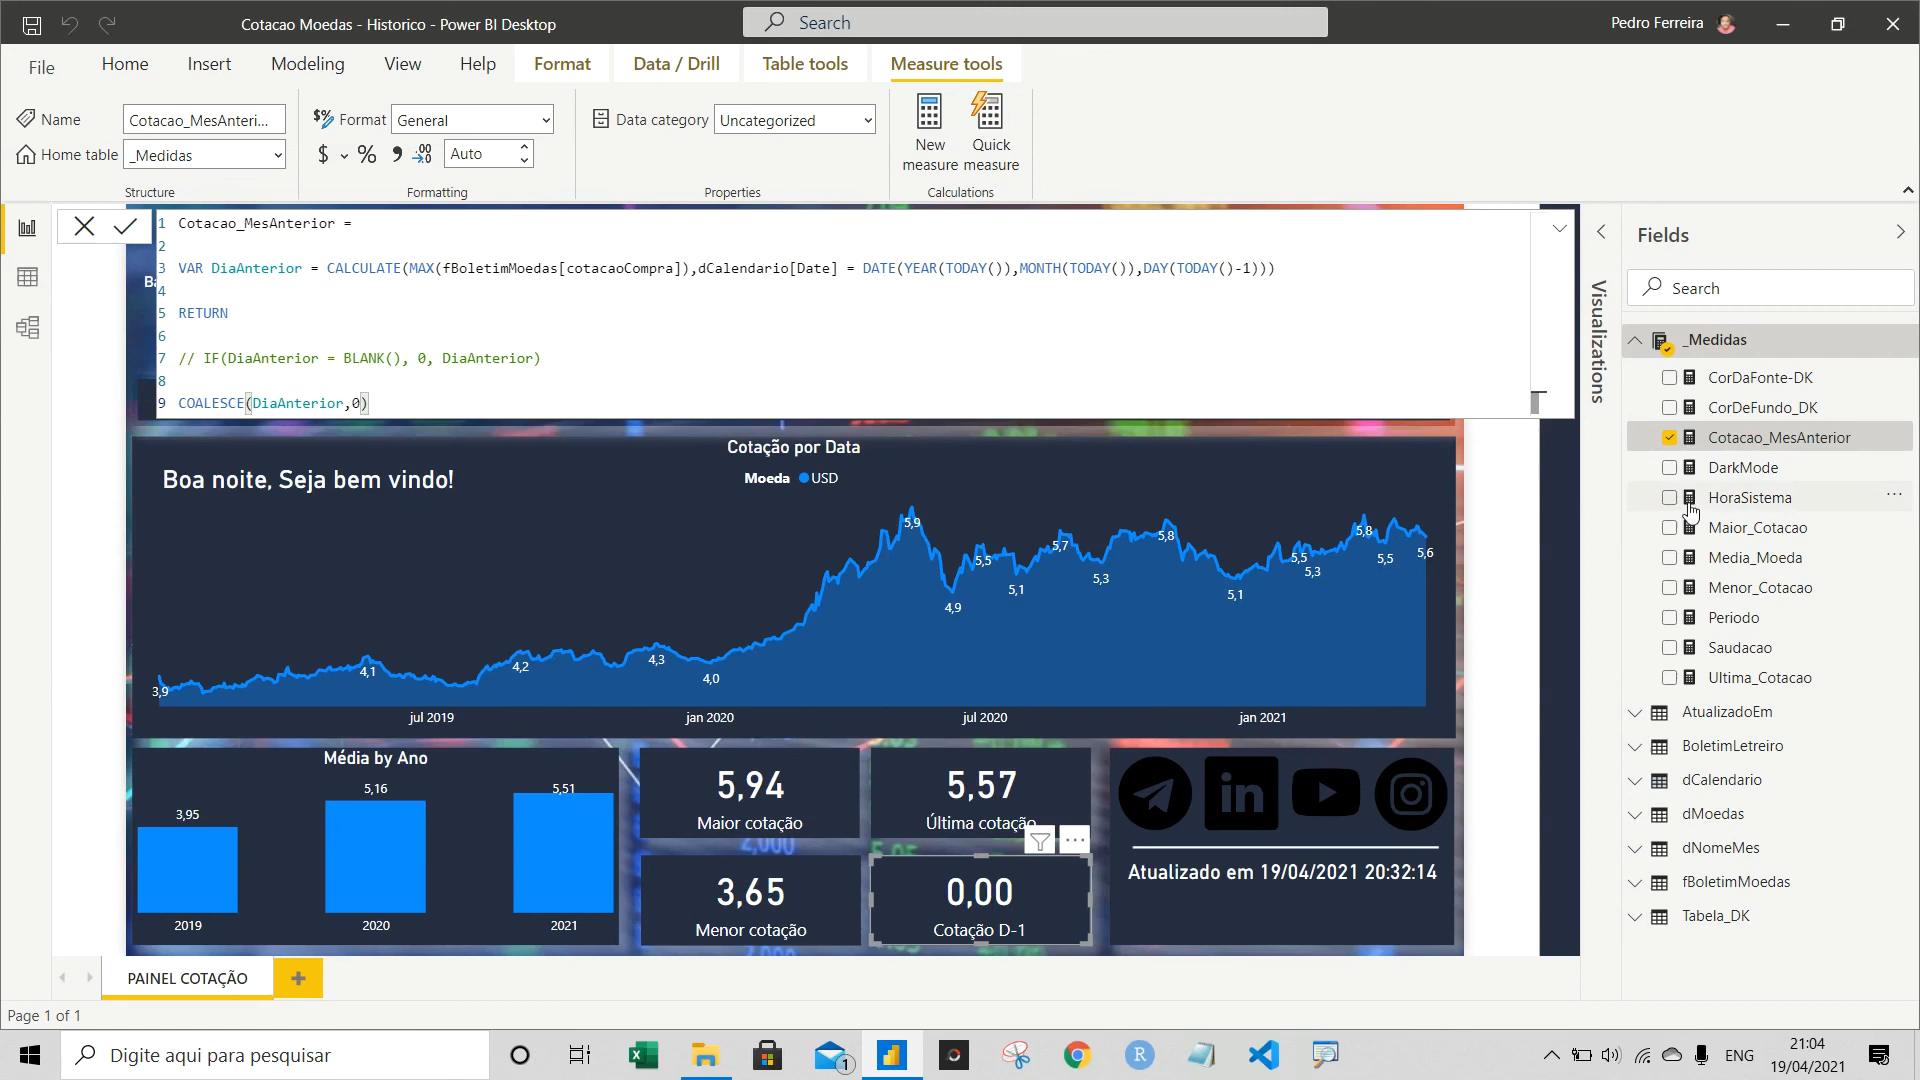 Cotacao Moedas - Historico - Power BI Desktop
Search
Pedro Ferreira
File
Home
Insert
Modeling
View
Help
Format
Data / Drill
Table tools
Measure tools
Name
Cotacao_MesAnteri...
Home table
_Medidas
Structure
Format
General
$ % 9 .00
Auto
Formatting
Data category
Uncategorized
Properties
New measure
Quick measure
Calculations
1 Cotacao_MesAnterior =
2
3 VAR DiaAnterior = CALCULATE(MAX(fBoletimMoedas[cotacaoCompra]),dCalendario[Date] = DATE(YEAR(TODAY()),MONTH(TODAY()),DAY(TODAY()-1)))
4
5 RETURN
6
7 // IF(DiaAnterior = BLANK(), 0, DiaAnterior)
8
9 COALESCE(DiaAnterior,0)
Cotação por Data
Boa noite, Seja bem vindo!
Moeda USD
3,9
4,1
4,2
4,3
4,0
5,9
4,9
5,5
5,1
5,7
5,3
5,8
5,1
5,5
5,3
5,8
5,5
5,6
jul 2019
jan 2020
jul 2020
jan 2021
Média by Ano
3,95
5,16
5,51
2019
2020
2021
5,94
Maior cotação
5,57
Última cotação
3,65
Menor cotação
0,00
Cotação D-1
in
Atualizado em 19/04/2021 20:32:14
Visualizations
Fields
Search
_Medidas
CorDaFonte-DK
CorDeFundo_DK
Cotacao_MesAnterior
DarkMode
HoraSistema
Maior_Cotacao
Media_Moeda
Menor_Cotacao
Periodo
Saudacao
Ultima_Cotacao
AtualizadoEm
BoletimLetreiro
dCalendario
dMoedas
dNomeMes
fBoletimMoedas
Tabela_DK
PAINEL COTAÇÃO
Page 1 of 1
Digite aqui para pesquisar
1
R
ENG
21:04
19/04/2021